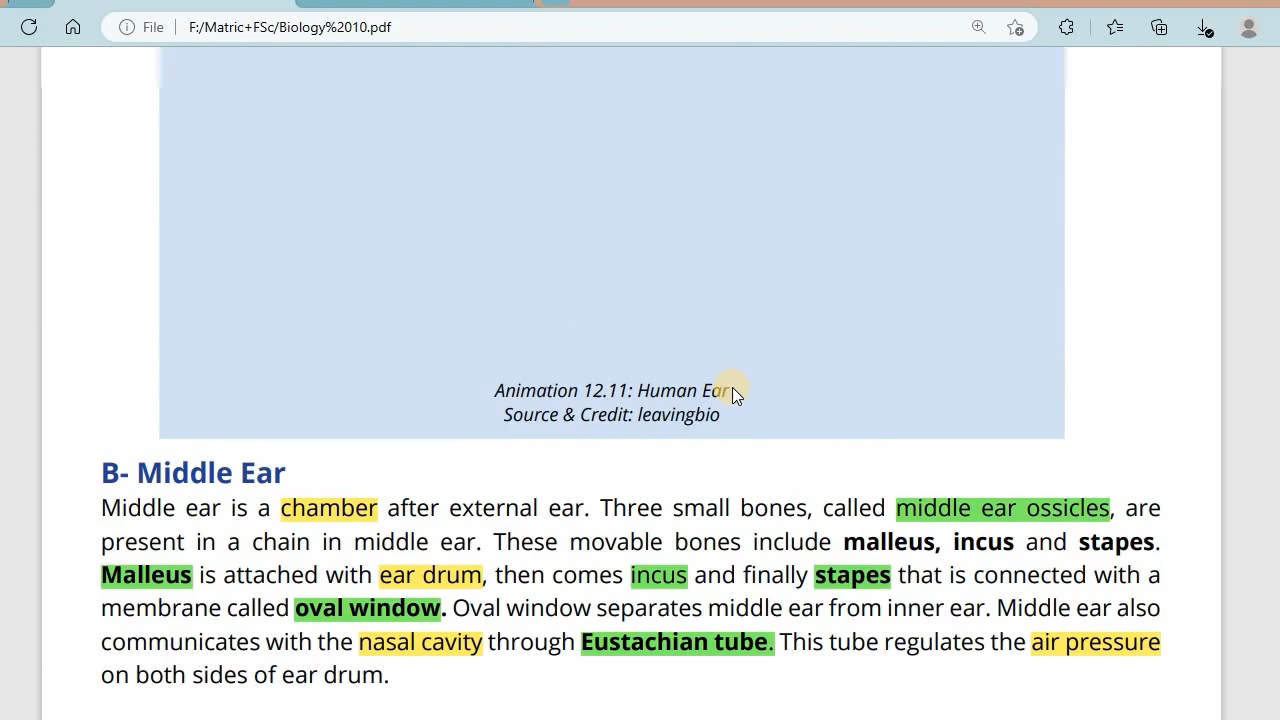 File
F:/Matric+FSc/Biology%2010.pdf
Animation 12.11: Human Ear
Source & Credit: leavingbio
B- Middle Ear
Middle ear is a chamber after external ear. Three small bones, called middle ear ossicles, are
present in a chain in middle ear. These movable bones include malleus, incus and stapes.
Malleus is attached with ear drum, then comes incus and finally stapes that is connected with a
membrane called oval window. Oval window separates middle ear from inner ear. Middle ear also
communicates with the nasal cavity through Eustachian tube. This tube regulates the air pressure
on both sides of ear drum.